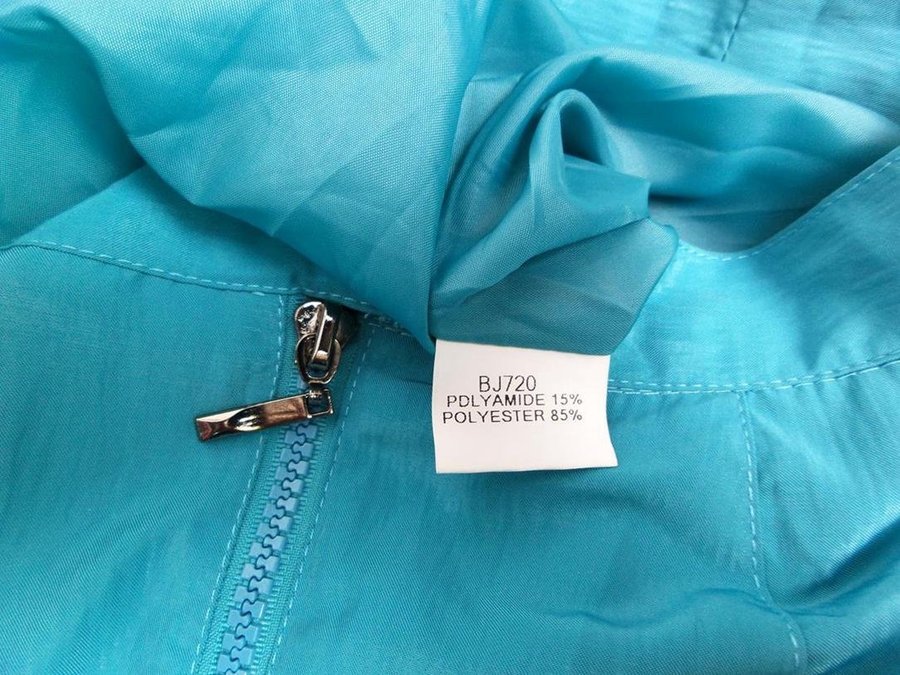 BJ720
PDLYAMIDE 15%
POLYESTER 85%